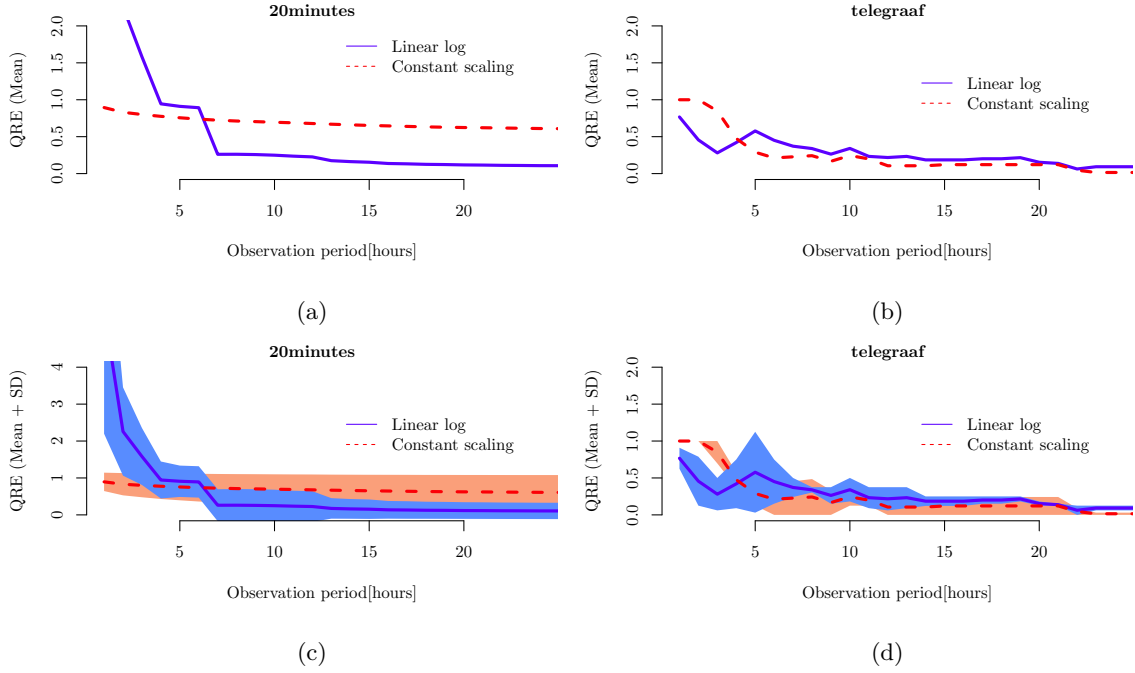 20minutes
QRE (Mean)
2.0
1.5
1.0
0.5
0.0
Linear log
Constant scaling
5
10
15
20
Observation period[hours]
(a)
telegraaf
QRE (Mean)
2.0
1.5
1.0
0.5
0.0
Linear log
Constant scaling
5
10
15
20
Observation period[hours]
(b)
20minutes
QRE (Mean + SD)
4
3
2
1
0
Linear log
Constant scaling
5
10
15
20
Observation period[hours]
(c)
telegraaf
QRE (Mean + SD)
2.0
1.5
1.0
0.5
0.0
Linear log
Constant scaling
5
10
15
20
Observation period[hours]
(d)